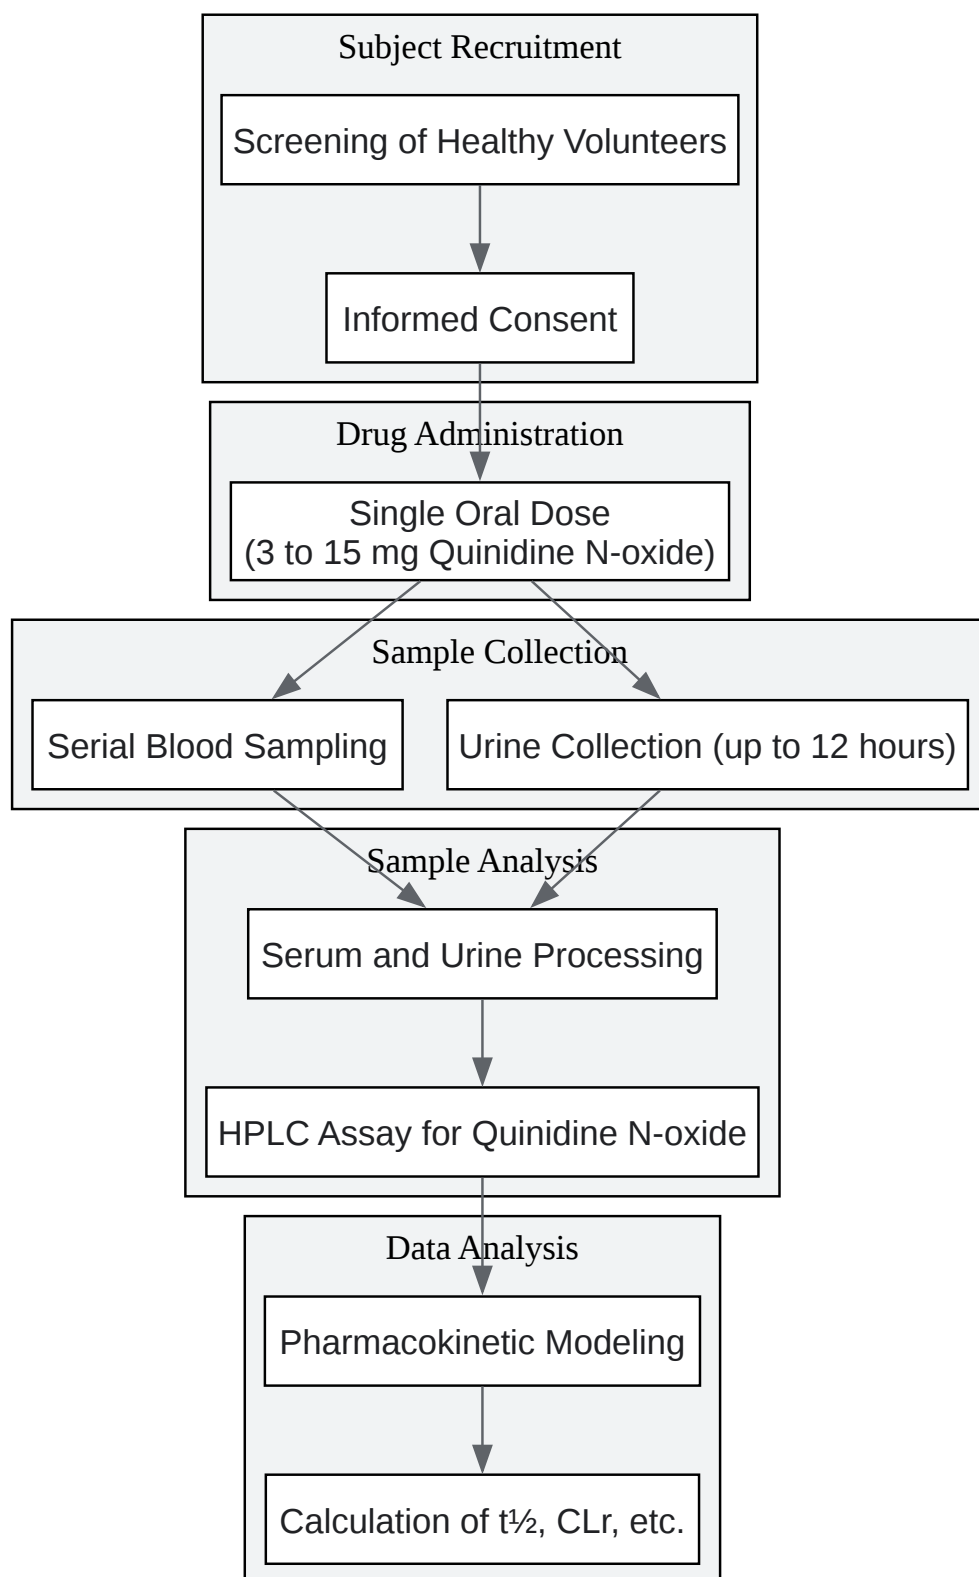 Subject Recruitment
Screening of Healthy Volunteers
Informed Consent
Drug Administration
Single Oral Dose
(3 to 15 mg Quinidine N-oxide)
Sample Collection
Serial Blood Sampling
Urine Collection (up to 12 hours)
Sample Analysis
Serum and Urine Processing
HPLC Assay for Quinidine N-oxide
Data Analysis
Pharmacokinetic Modeling
Calculation of t½, CLr, etc.